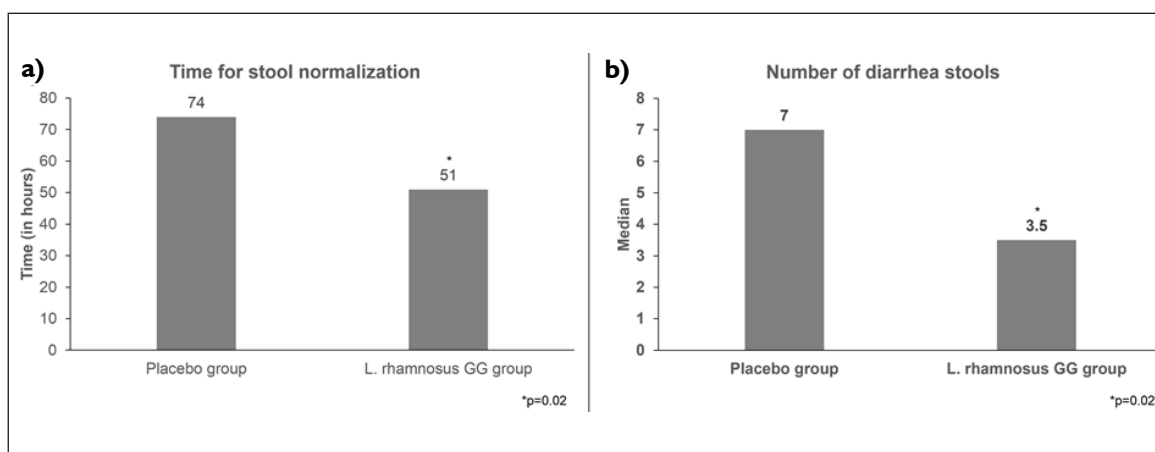 a)
Time for stool normalization
80
70
60
50
40
30
20
10
0
Time (in hours)
74
*
51
Placebo group
L. rhamnosus GG group
*p=0.02
b)
Number of diarrhea stools
8
7
6
5
4
3
2
1
0
Median
7
*
3.5
Placebo group
L. rhamnosus GG group
*p=0.02